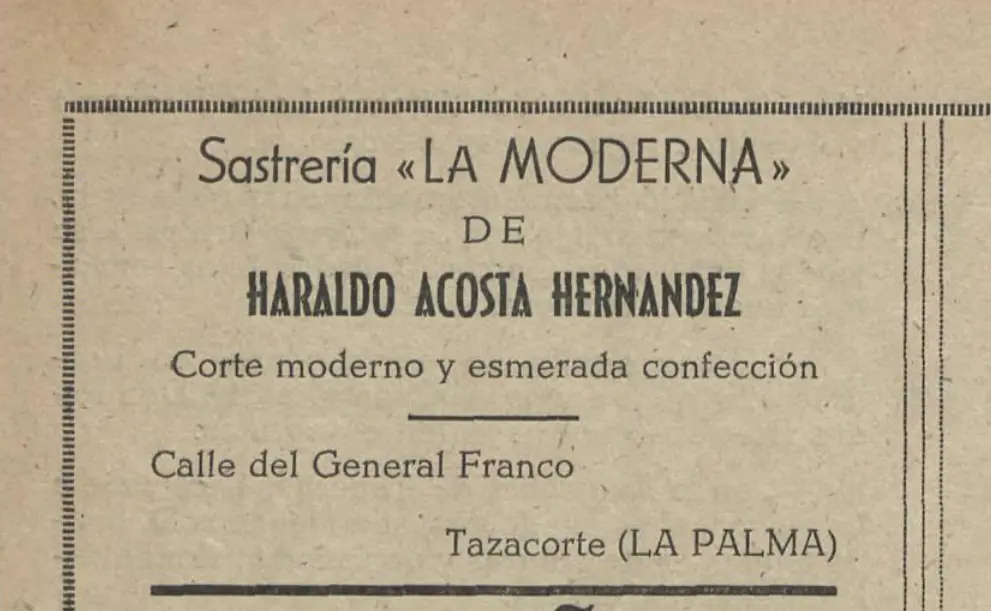 Sastrería «LA MODERNA»
DE
HARALDO ACOSTA HERNANDEZ
Corte moderno y esmerada confección
Calle del General Franco
Tazacorte (LA PALMA)